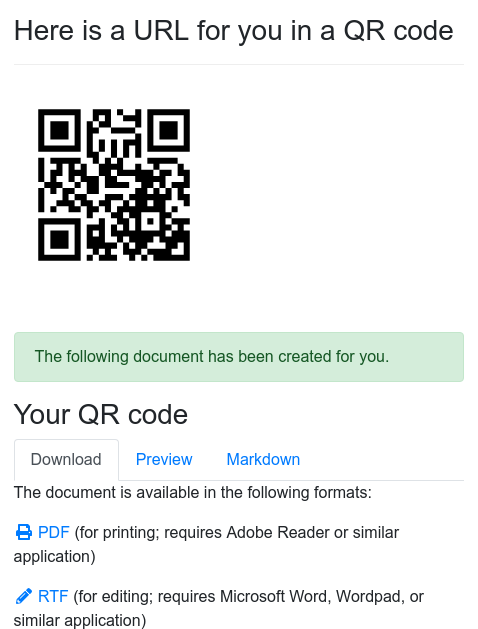 Here is a URL for you in a QR code
The following document has been created for you.
Your QR code
Download Preview Markdown
The document is available in the following formats:
PDF (for printing; requires Adobe Reader or similar
application)
RTF (for editing; requires Microsoft Word, Wordpad, or
similar application)